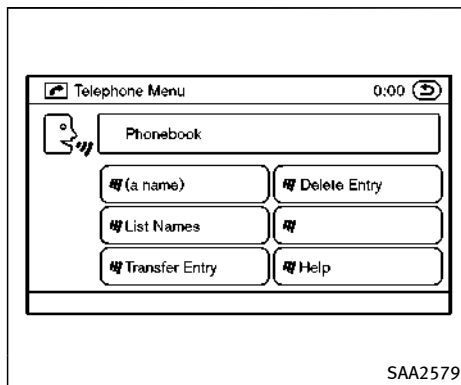 Telephone Menu 0:00
Phonebook
(a name) Delete Entry
List Names
Transfer Entry Help
SAA2579